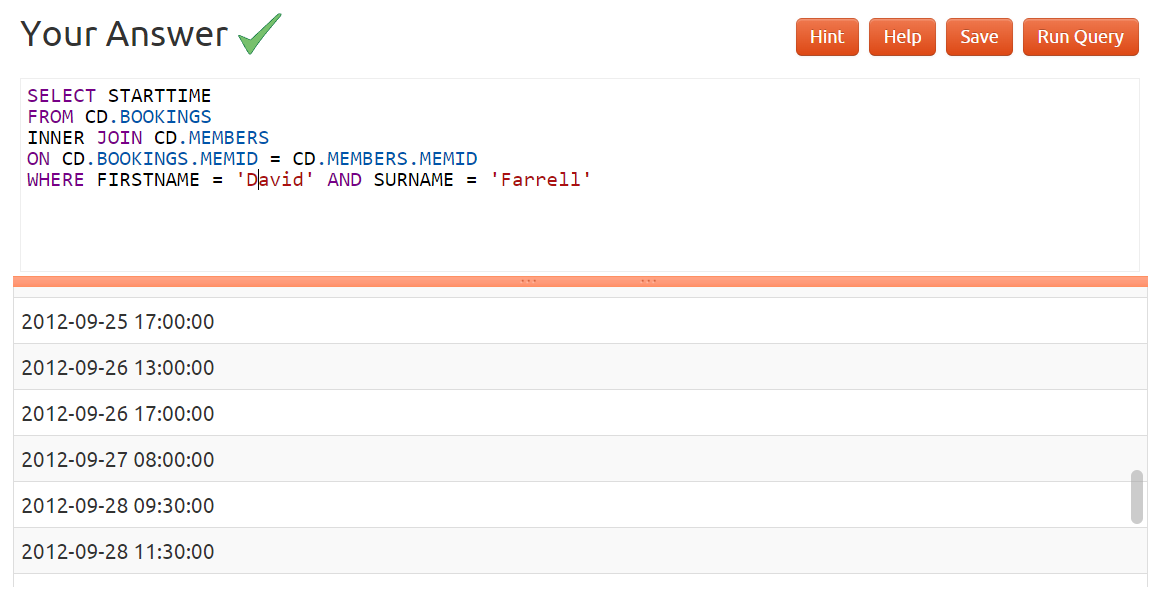 Your Answer
Hint Help Save Run Query
SELECT STARTTIME
FROM CD.BOOKINGS
INNER JOIN CD.MEMBERS
ON CD.BOOKINGS.MEMID = CD.MEMBERS.MEMID
WHERE FIRSTNAME = 'David' AND SURNAME = 'Farrell'
2012-09-25 17:00:00
2012-09-26 13:00:00
2012-09-26 17:00:00
2012-09-27 08:00:00
2012-09-28 09:30:00
2012-09-28 11:30:00